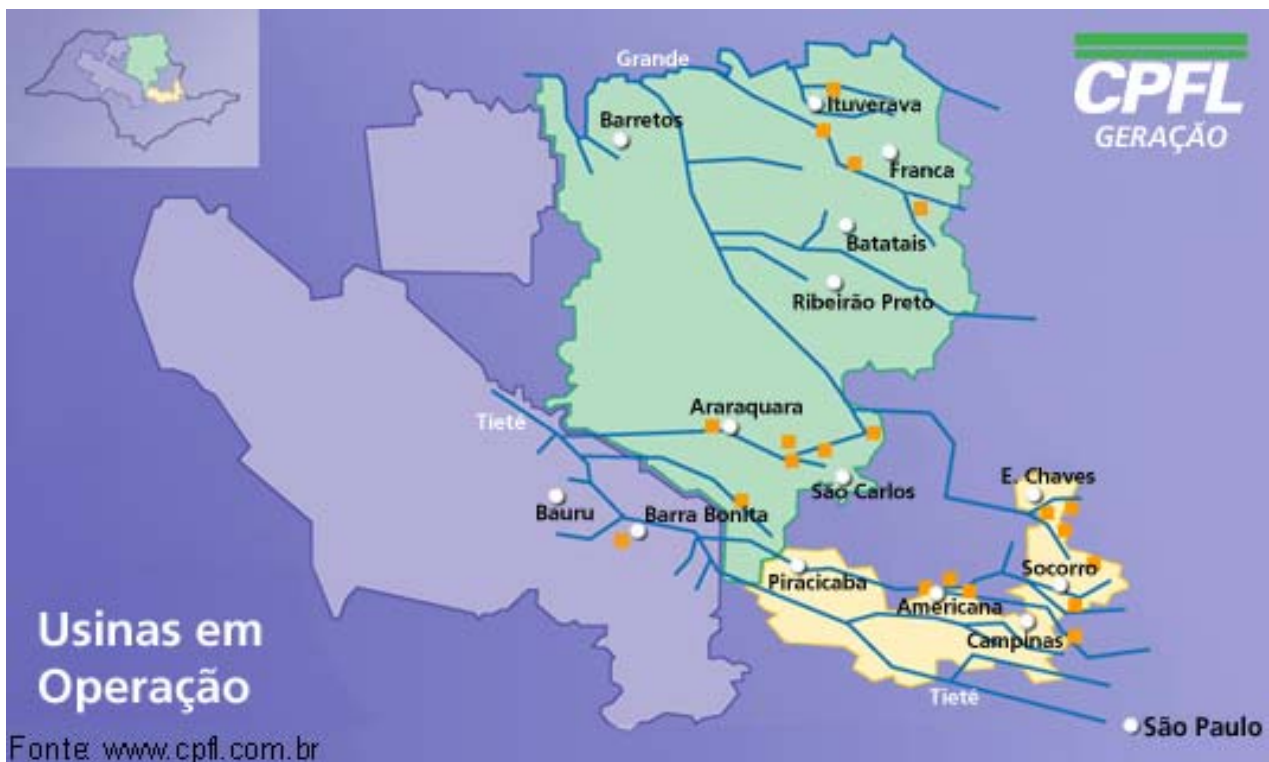 Grande
CPFL
GERAÇÃO
Ituverava
Barretos
Franca
Batatais
Ribeirão Preto
Araraquara
Tietê
São Carlos
E. Chaves
Bauru
Barra Bonita
Piracicaba
Socorro
Americana
Campinas
Tietê
São Paulo
Usinas em
Operação
Fonte: www.cpfl.com.br